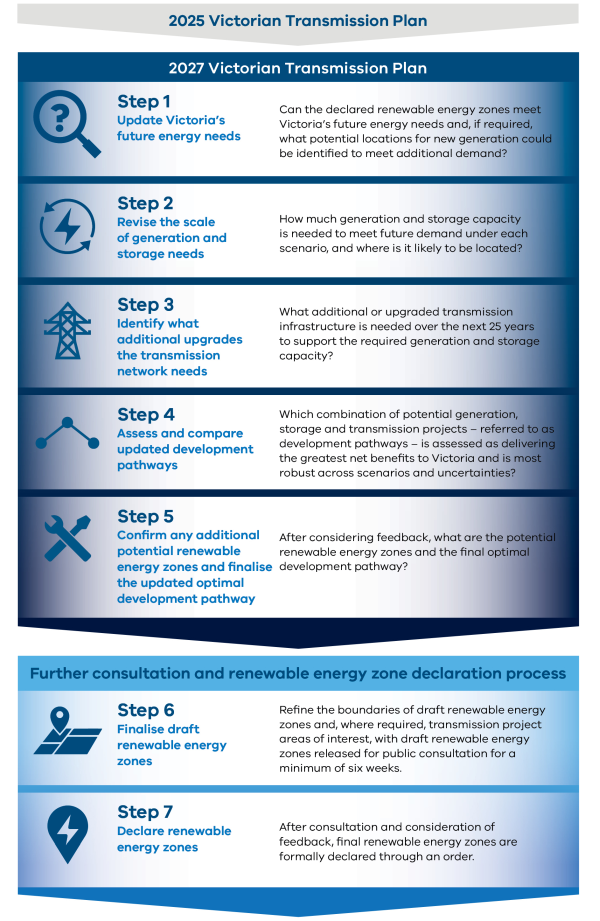 2025 Victorian Transmission Plan
2027 Victorian Transmission Plan
?
Step 1
Update Victoria's
future energy needs
Can the declared renewable energy zones meet
Victoria's future energy needs and, if required,
what potential locations for new generation could
be identified to meet additional demand?
Step 2
Revise the scale
of generation and
storage needs
How much generation and storage capacity
is needed to meet future demand under each
scenario, and where is it likely to be located?
Step 3
Identify what
additional upgrades
the transmission
network needs
What additional or upgraded transmission
infrastructure is needed over the next 25 years
to support the required generation and storage
capacity?
Step 4
Assess and compare
updated development
pathways
Which combination of potential generation,
storage and transmission projects – referred to as
development pathways – is assessed as delivering
the greatest net benefits to Victoria and is most
robust across scenarios and uncertainties?
Step 5
Confirm any additional
potential renewable
energy zones and finalise
the updated optimal
development pathway
After considering feedback, what are the potential
renewable energy zones and the final optimal
development pathway?
Further consultation and renewable energy zone declaration process
Step 6
Finalise draft
renewable energy
zones
Refine the boundaries of draft renewable energy
zones and, where required, transmission project
areas of interest, with draft renewable energy
zones released for public consultation for a
minimum of six weeks.
Step 7
Declare renewable
energy zones
After consultation and consideration of
feedback, final renewable energy zones are
formally declared through an order.